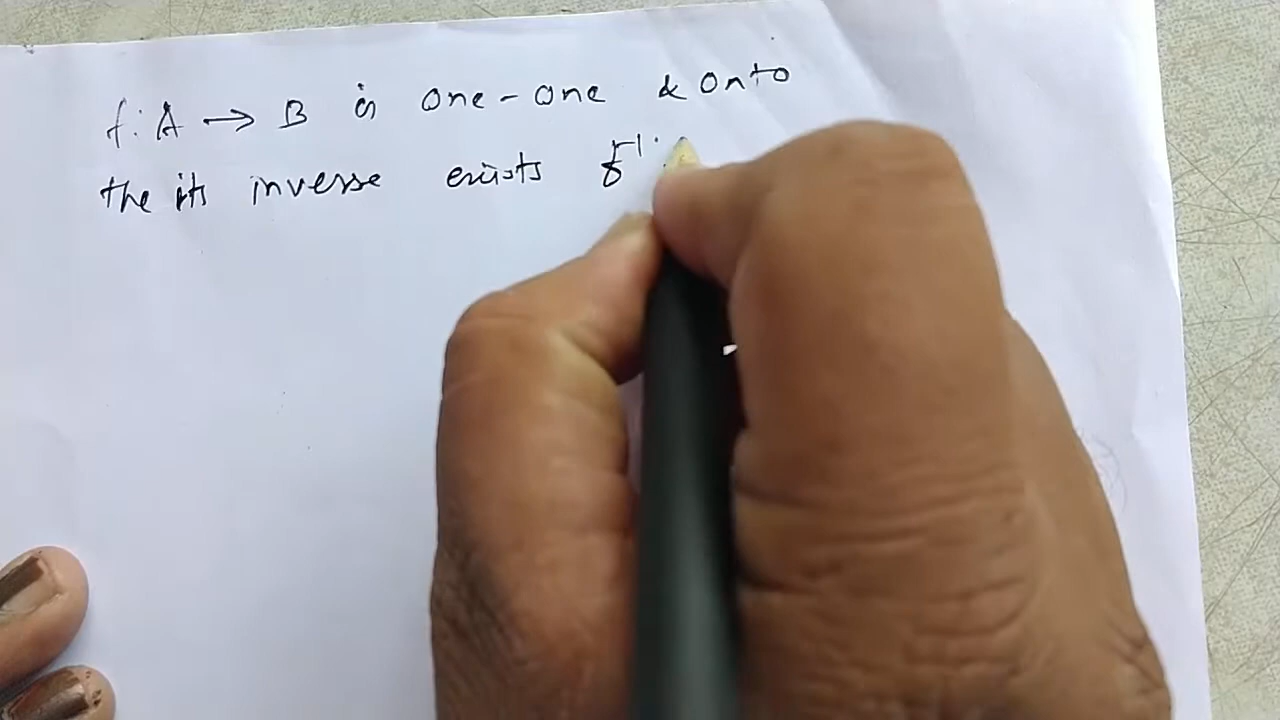 f: A → B is one-one & onto
the its inverse exists f⁻¹: